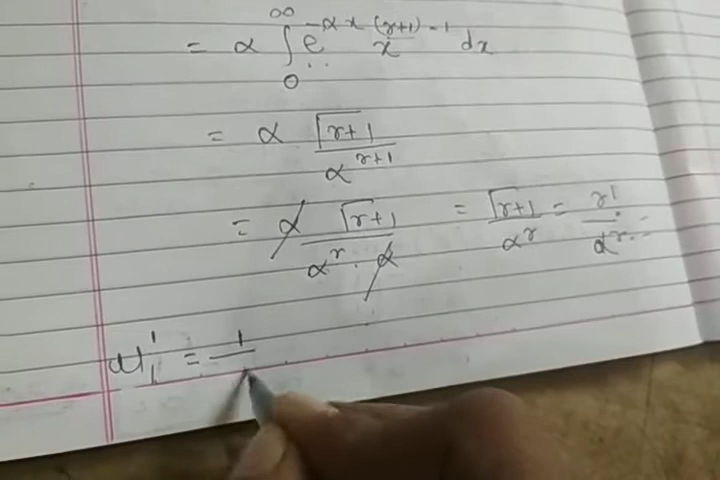 = α ∫₀^∞ e^{-αx} x^{(r+1)-1} dx
= α Γ(r+1) / α^{r+1}
= α Γ(r+1) / α^r · α = Γ(r+1) / α^r = r! / α^r
μ₁' = 1